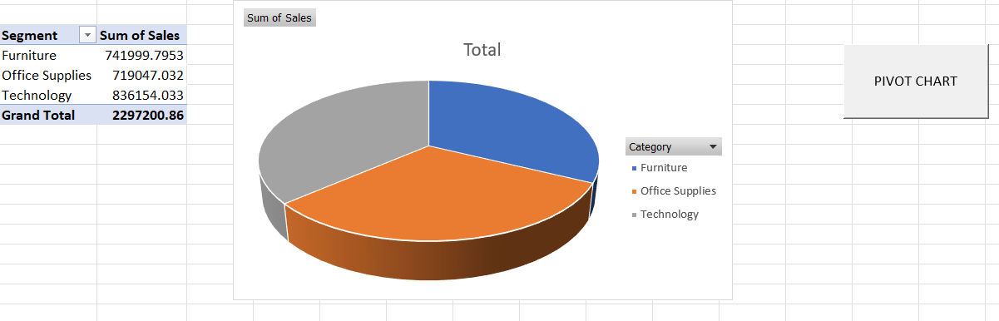 Segment Sum of Sales
Furniture 741999.7953
Office Supplies 719047.032
Technology 836154.033
Grand Total 2297200.86
Sum of Sales
Total
Category
Furniture
Office Supplies
Technology
PIVOT CHART